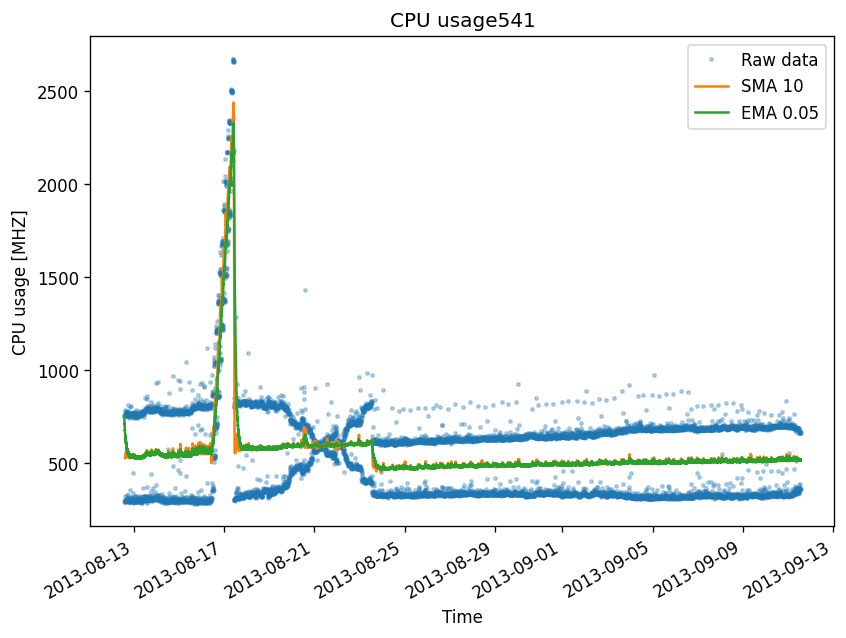 CPU usage541
Raw data
SMA 10
EMA 0.05
CPU usage [MHZ]
2500
2000
1500
1000
500
2013-08-13
2013-08-17
2013-08-21
2013-08-25
2013-08-29
2013-09-01
2013-09-05
2013-09-09
2013-09-13
Time